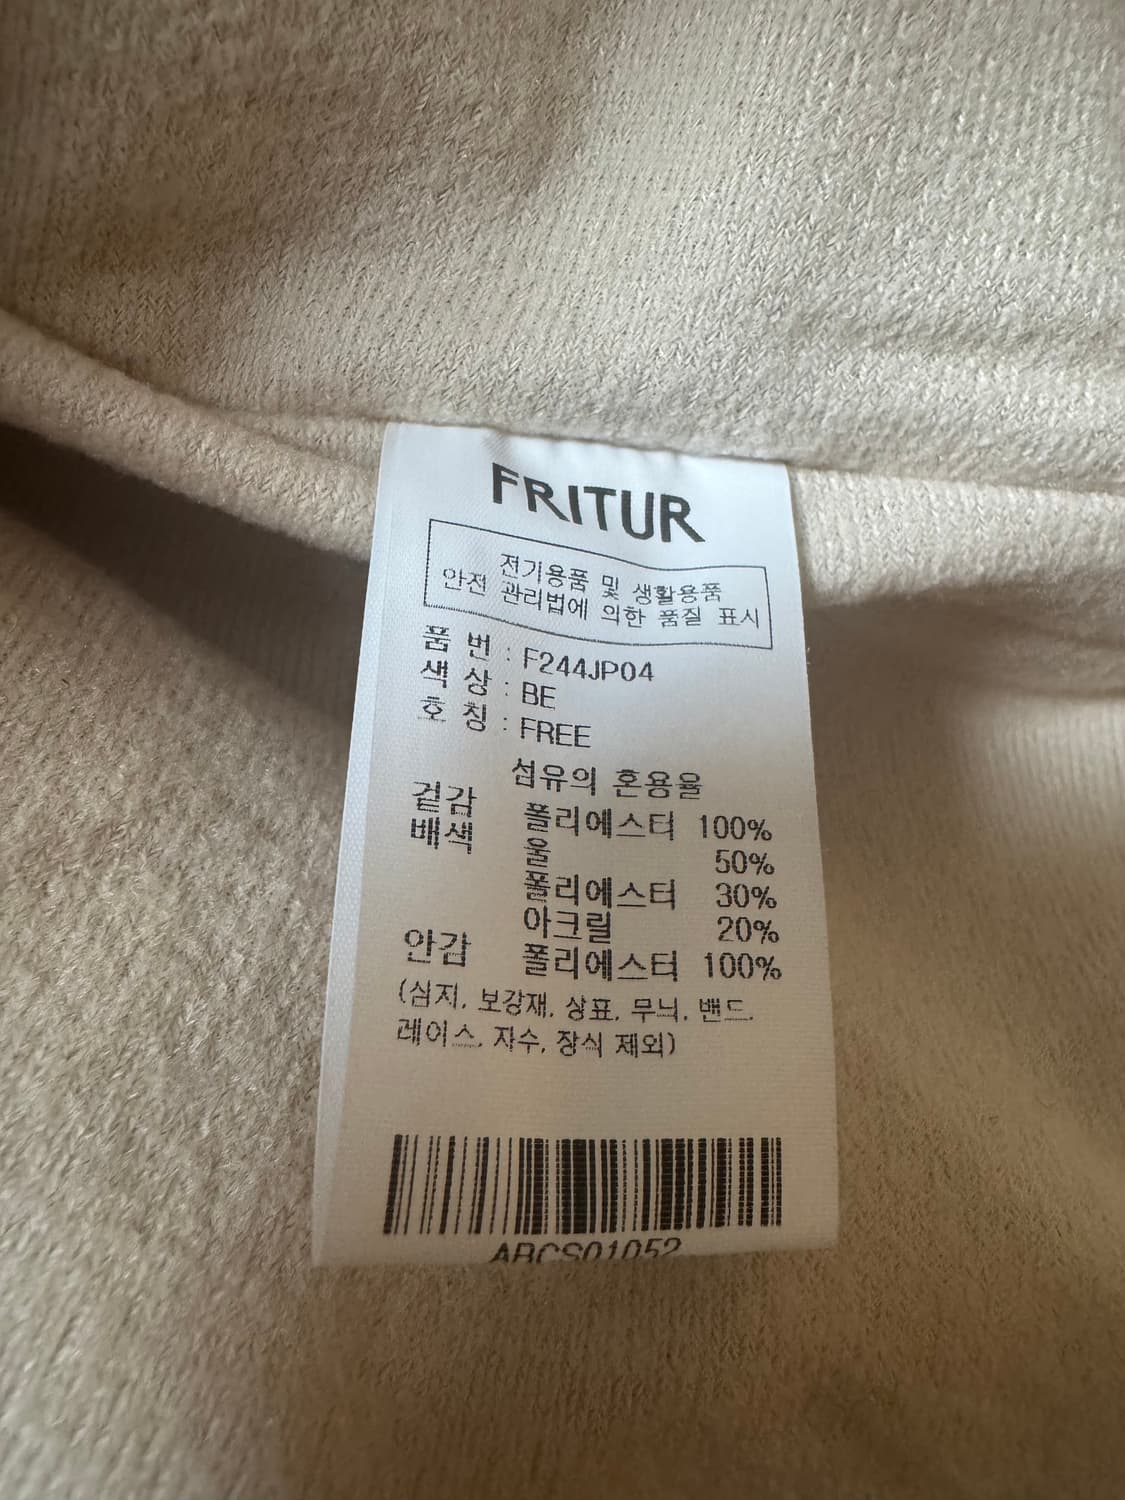 FRITUR
전기용품 및 생활용품
안전 관리법에 의한 품질 표시
품 번 : F244JP04
색 상 : BE
호 칭 : FREE
섬유의 혼용율
겉감 폴리에스터 100%
배색 울 50%
폴리에스터 30%
아크릴 20%
안감 폴리에스터 100%
(심지, 보강재, 상표, 무늬, 밴드,
레이스, 자수, 장식 제외)
ABCS01052